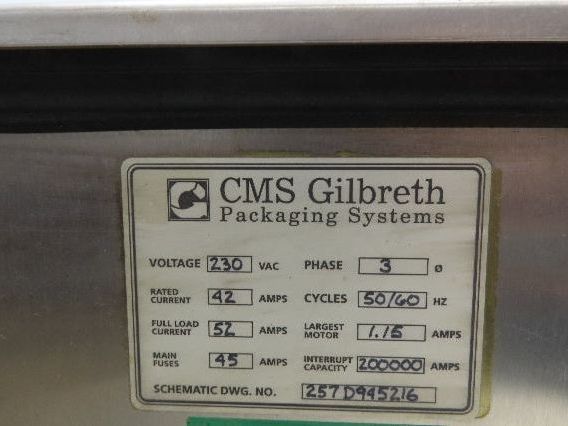 CMS Gilbreth
Packaging Systems
VOLTAGE 230 VAC PHASE 3 Ø
RATED CURRENT 42 AMPS CYCLES 50/60 HZ
FULL LOAD CURRENT 52 AMPS LARGEST MOTOR 1.15 AMPS
MAIN FUSES 45 AMPS INTERRUPT CAPACITY 200000 AMPS
SCHEMATIC DWG. NO. 257D945216